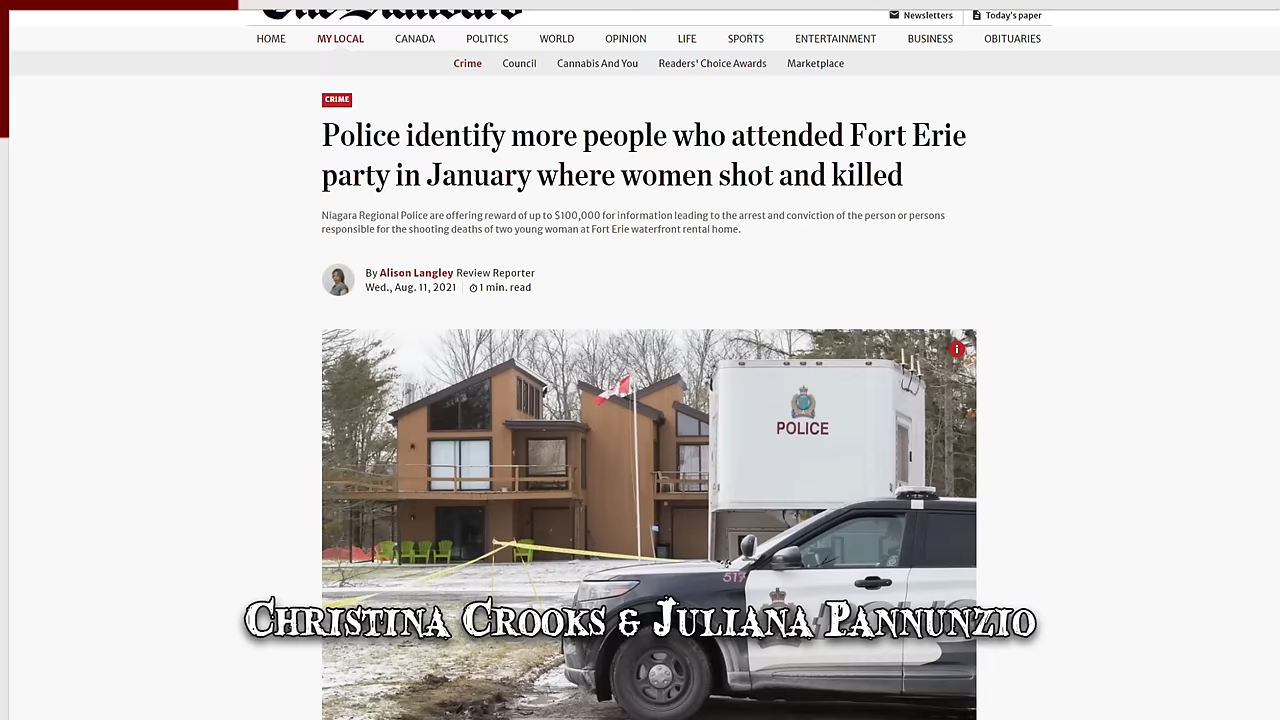 The Standard
Newsletters Today's paper
HOME MY LOCAL CANADA POLITICS WORLD OPINION LIFE SPORTS ENTERTAINMENT BUSINESS OBITUARIES
Crime Council Cannabis And You Readers' Choice Awards Marketplace
CRIME
Police identify more people who attended Fort Erie
party in January where women shot and killed
Niagara Regional Police are offering reward of up to $100,000 for information leading to the arrest and conviction of the person or persons
responsible for the shooting deaths of two young woman at Fort Erie waterfront rental home.
By Alison Langley Review Reporter
Wed., Aug. 11, 2021 1 min. read
i
POLICE
517
Christina Crooks & Juliana Pannunzio